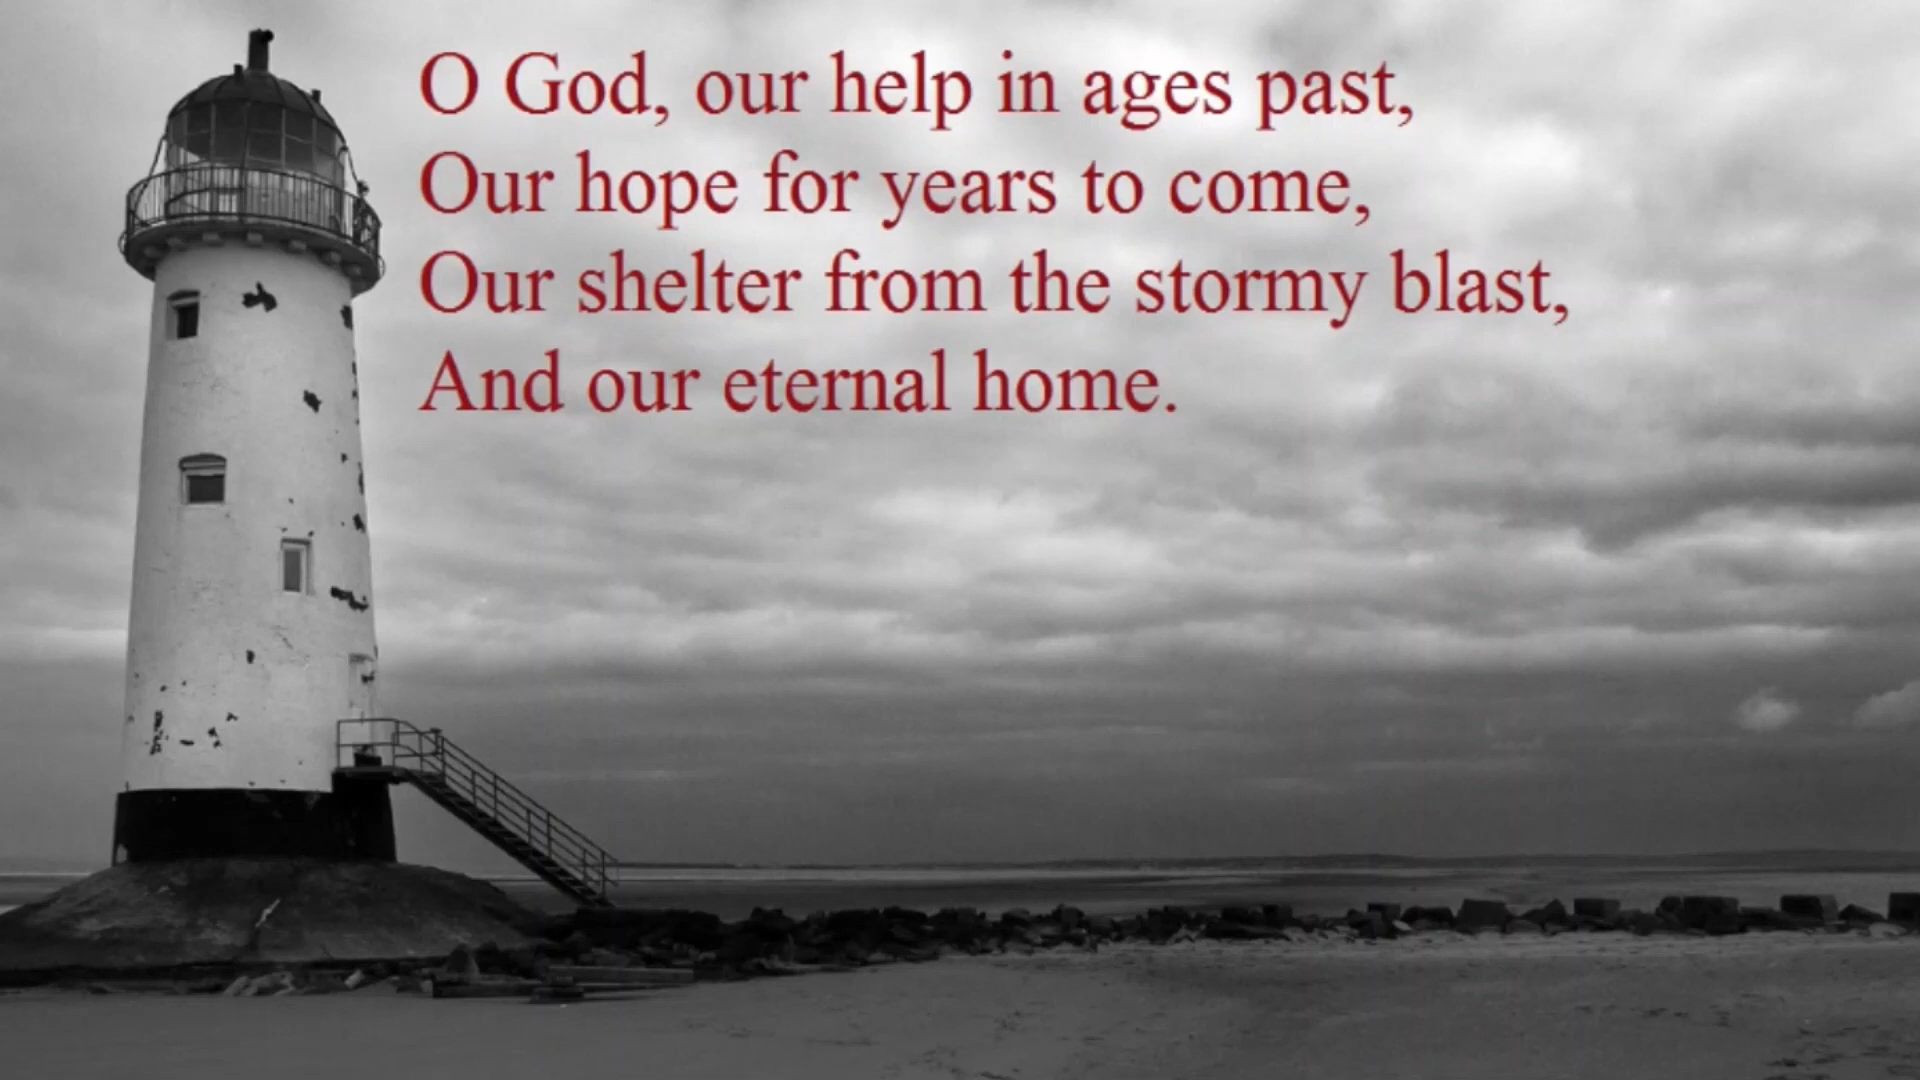 O God, our help in ages past,
Our hope for years to come,
Our shelter from the stormy blast,
And our eternal home.